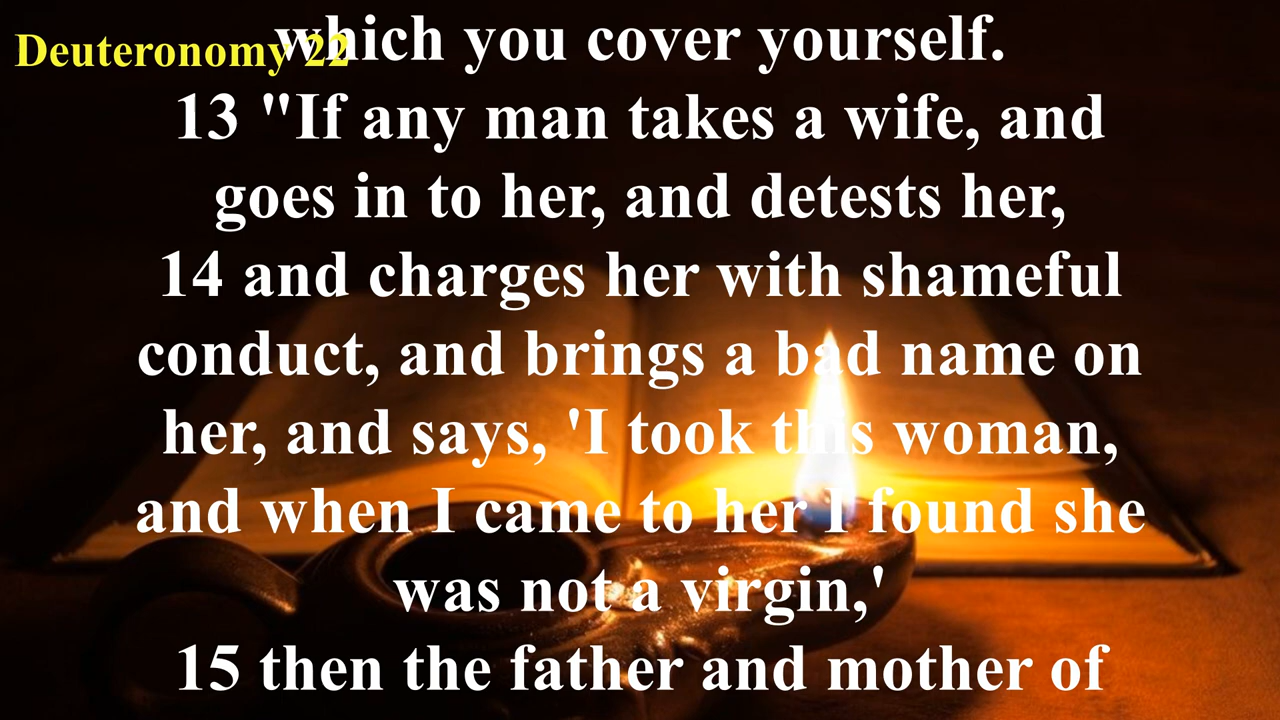 Deuteronomy 22
which you cover yourself.
13 "If any man takes a wife, and
goes in to her, and detests her,
14 and charges her with shameful
conduct, and brings a bad name on
her, and says, 'I took this woman,
and when I came to her I found she
was not a virgin,'
15 then the father and mother of